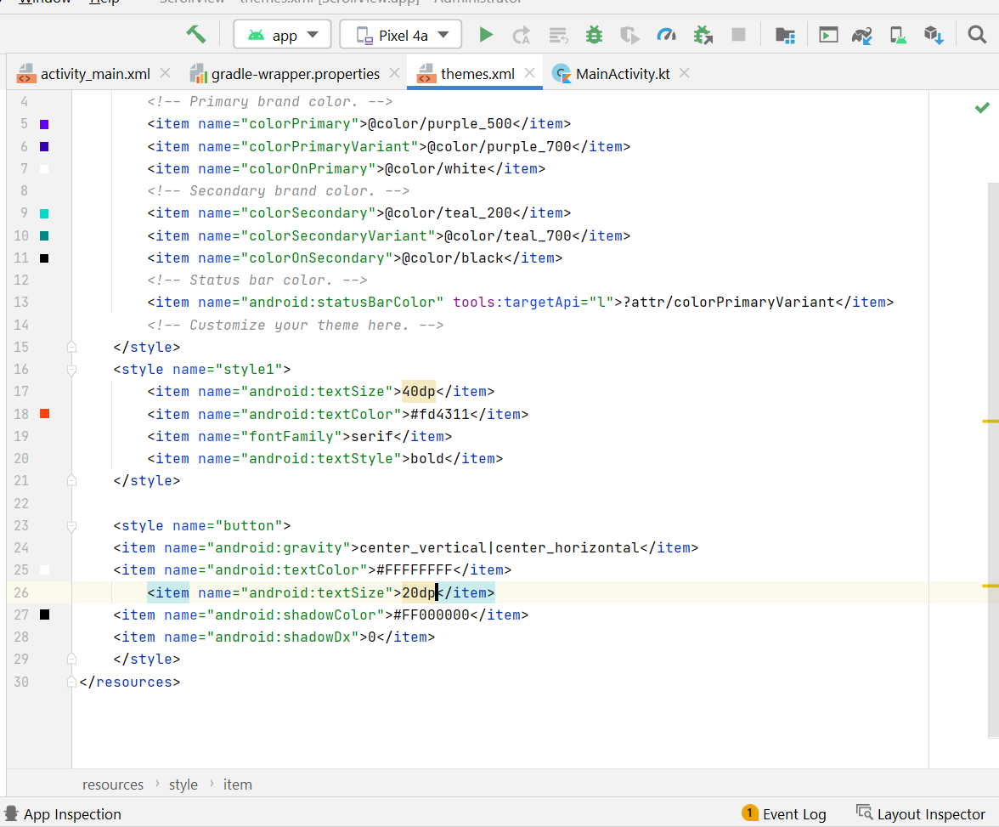 Window Help ScrollView – themes.xml [ScrollView.app] – Administrator
app Pixel 4a
activity_main.xml gradle-wrapper.properties themes.xml MainActivity.kt
4 <!-- Primary brand color. -->
5 <item name="colorPrimary">@color/purple_500</item>
6 <item name="colorPrimaryVariant">@color/purple_700</item>
7 <item name="colorOnPrimary">@color/white</item>
8 <!-- Secondary brand color. -->
9 <item name="colorSecondary">@color/teal_200</item>
10 <item name="colorSecondaryVariant">@color/teal_700</item>
11 <item name="colorOnSecondary">@color/black</item>
12 <!-- Status bar color. -->
13 <item name="android:statusBarColor" tools:targetApi="l">?attr/colorPrimaryVariant</item>
14 <!-- Customize your theme here. -->
15 </style>
16 <style name="style1">
17 <item name="android:textSize">40dp</item>
18 <item name="android:textColor">#fd4311</item>
19 <item name="fontFamily">serif</item>
20 <item name="android:textStyle">bold</item>
21 </style>
22
23 <style name="button">
24 <item name="android:gravity">center_vertical|center_horizontal</item>
25 <item name="android:textColor">#FFFFFFFF</item>
26 <item name="android:textSize">20dp</item>
27 <item name="android:shadowColor">#FF000000</item>
28 <item name="android:shadowDx">0</item>
29 </style>
30 </resources>
resources › style › item
App Inspection 1 Event Log Layout Inspector